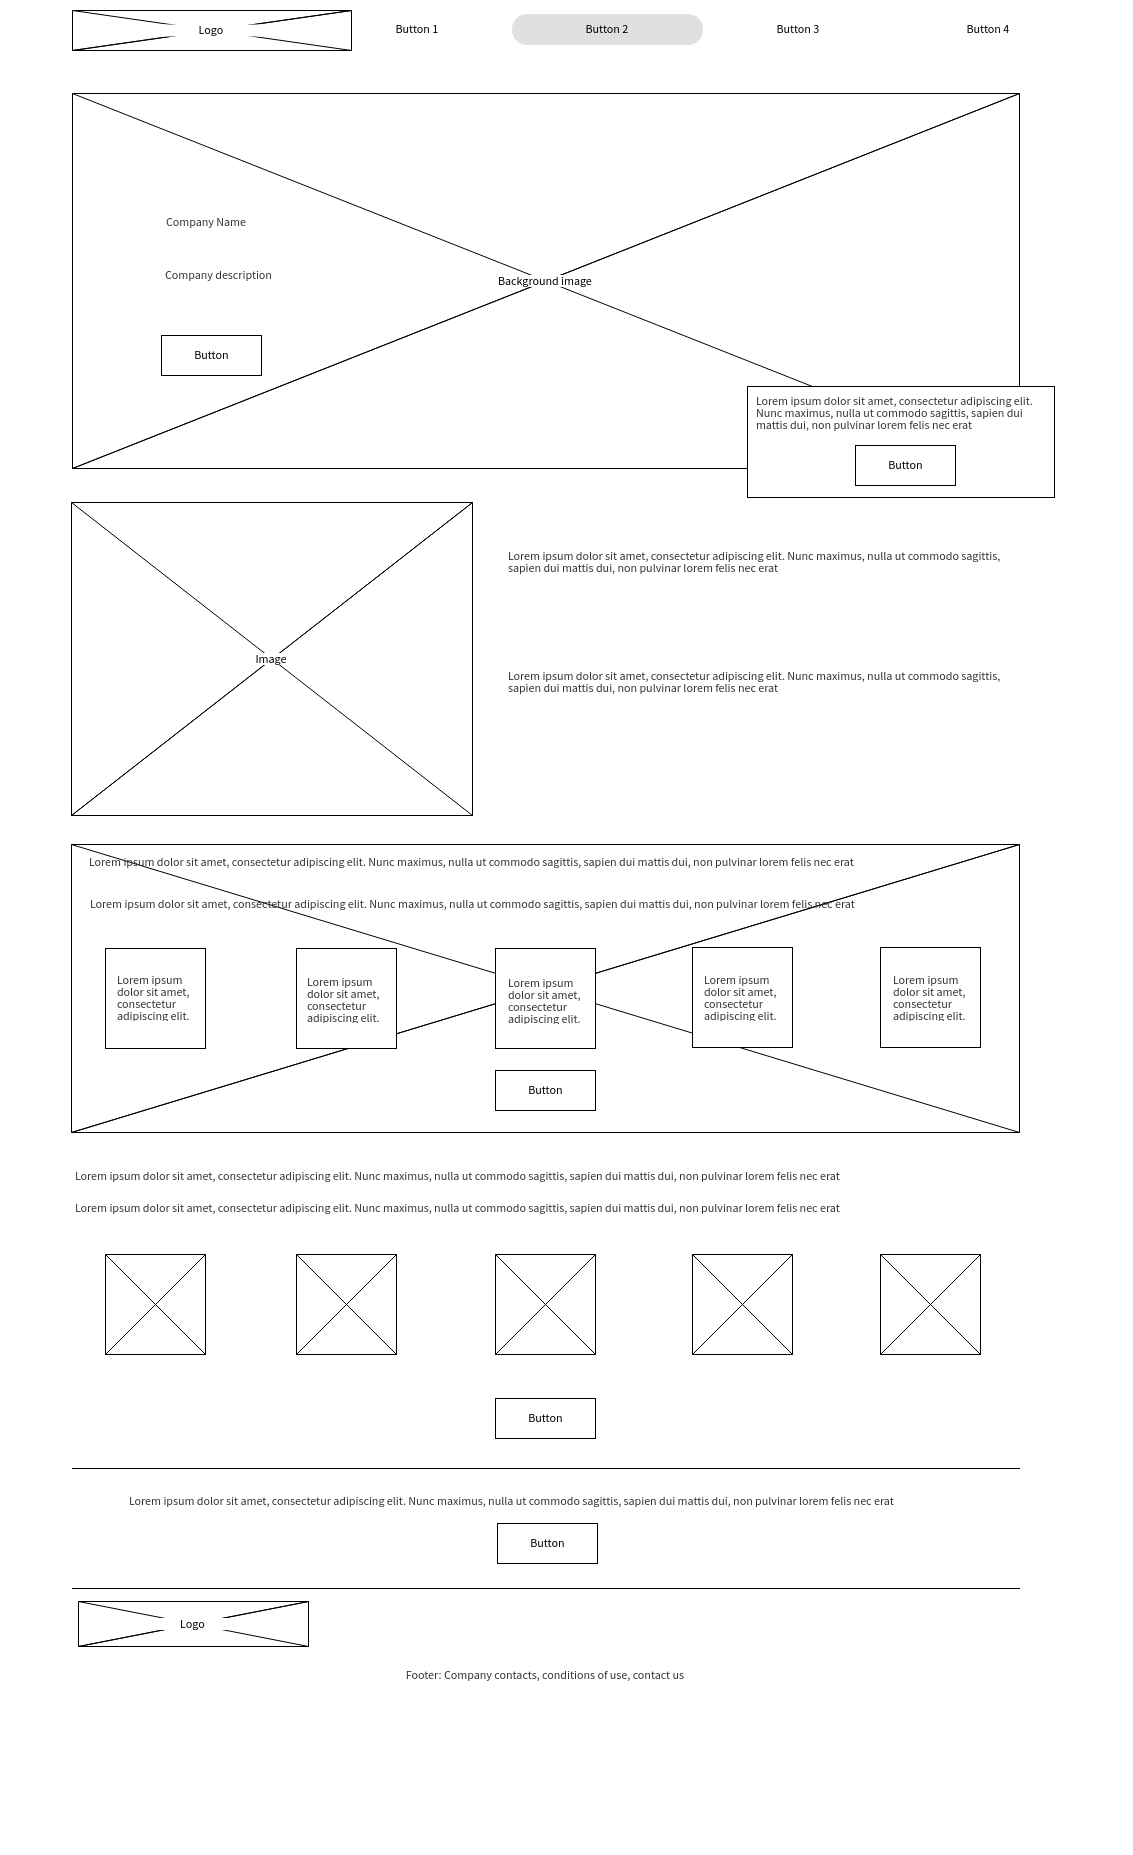 Logo
Button 1
Button 2
Button 3
Button 4
Company Name
Background image
Company description
Button
Lorem ipsum dolor sit amet, consectetur adipiscing elit.
Nunc maximus, nulla ut commodo sagittis, sapien dui
mattis dui, non pulvinar lorem felis nec erat
Button
Image
Lorem ipsum dolor sit amet, consectetur adipiscing elit. Nunc maximus, nulla ut commodo sagittis,
sapien dui mattis dui, non pulvinar lorem felis nec erat
Lorem ipsum dolor sit amet, consectetur adipiscing elit. Nunc maximus, nulla ut commodo sagittis,
sapien dui mattis dui, non pulvinar lorem felis nec erat
Lorem ipsum dolor sit amet, consectetur adipiscing elit. Nunc maximus, nulla ut commodo sagittis, sapien dui mattis dui, non pulvinar lorem felis nec erat
Lorem ipsum dolor sit amet, consectetur adipiscing elit. Nunc maximus, nulla ut commodo sagittis, sapien dui mattis dui, non pulvinar lorem felis nec erat
Lorem ipsum
dolor sit amet,
consectetur
adipiscing elit.
Lorem ipsum
dolor sit amet,
consectetur
adipiscing elit.
Lorem ipsum
dolor sit amet,
consectetur
adipiscing elit.
Lorem ipsum
dolor sit amet,
consectetur
adipiscing elit.
Lorem ipsum
dolor sit amet,
consectetur
adipiscing elit.
Button
Lorem ipsum dolor sit amet, consectetur adipiscing elit. Nunc maximus, nulla ut commodo sagittis, sapien dui mattis dui, non pulvinar lorem felis nec erat
Lorem ipsum dolor sit amet, consectetur adipiscing elit. Nunc maximus, nulla ut commodo sagittis, sapien dui mattis dui, non pulvinar lorem felis nec erat
Button
Lorem ipsum dolor sit amet, consectetur adipiscing elit. Nunc maximus, nulla ut commodo sagittis, sapien dui mattis dui, non pulvinar lorem felis nec erat
Button
Logo
Footer: Company contacts, conditions of use, contact us